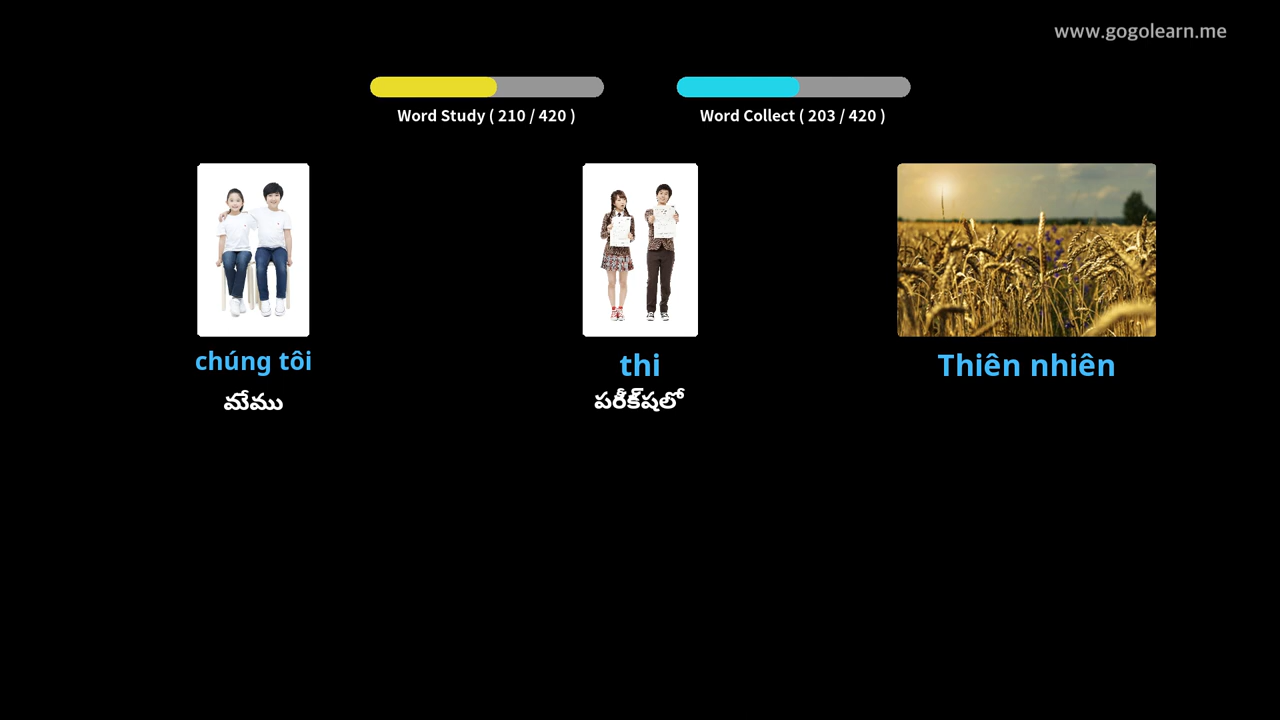 www.gogolearn.me
Word Study ( 210 / 420 )
Word Collect ( 203 / 420 )
chúng tôi
thi
Thiên nhiên
మేము
పరీక్షలో